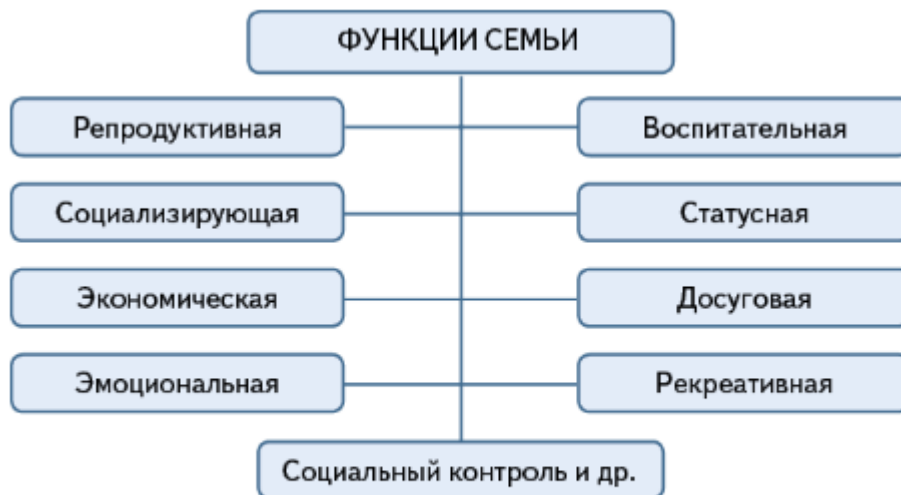 ФУНКЦИИ СЕМЬИ
Репродуктивная
Воспитательная
Социализирующая
Статусная
Экономическая
Досуговая
Эмоциональная
Рекреативная
Социальный контроль и др.